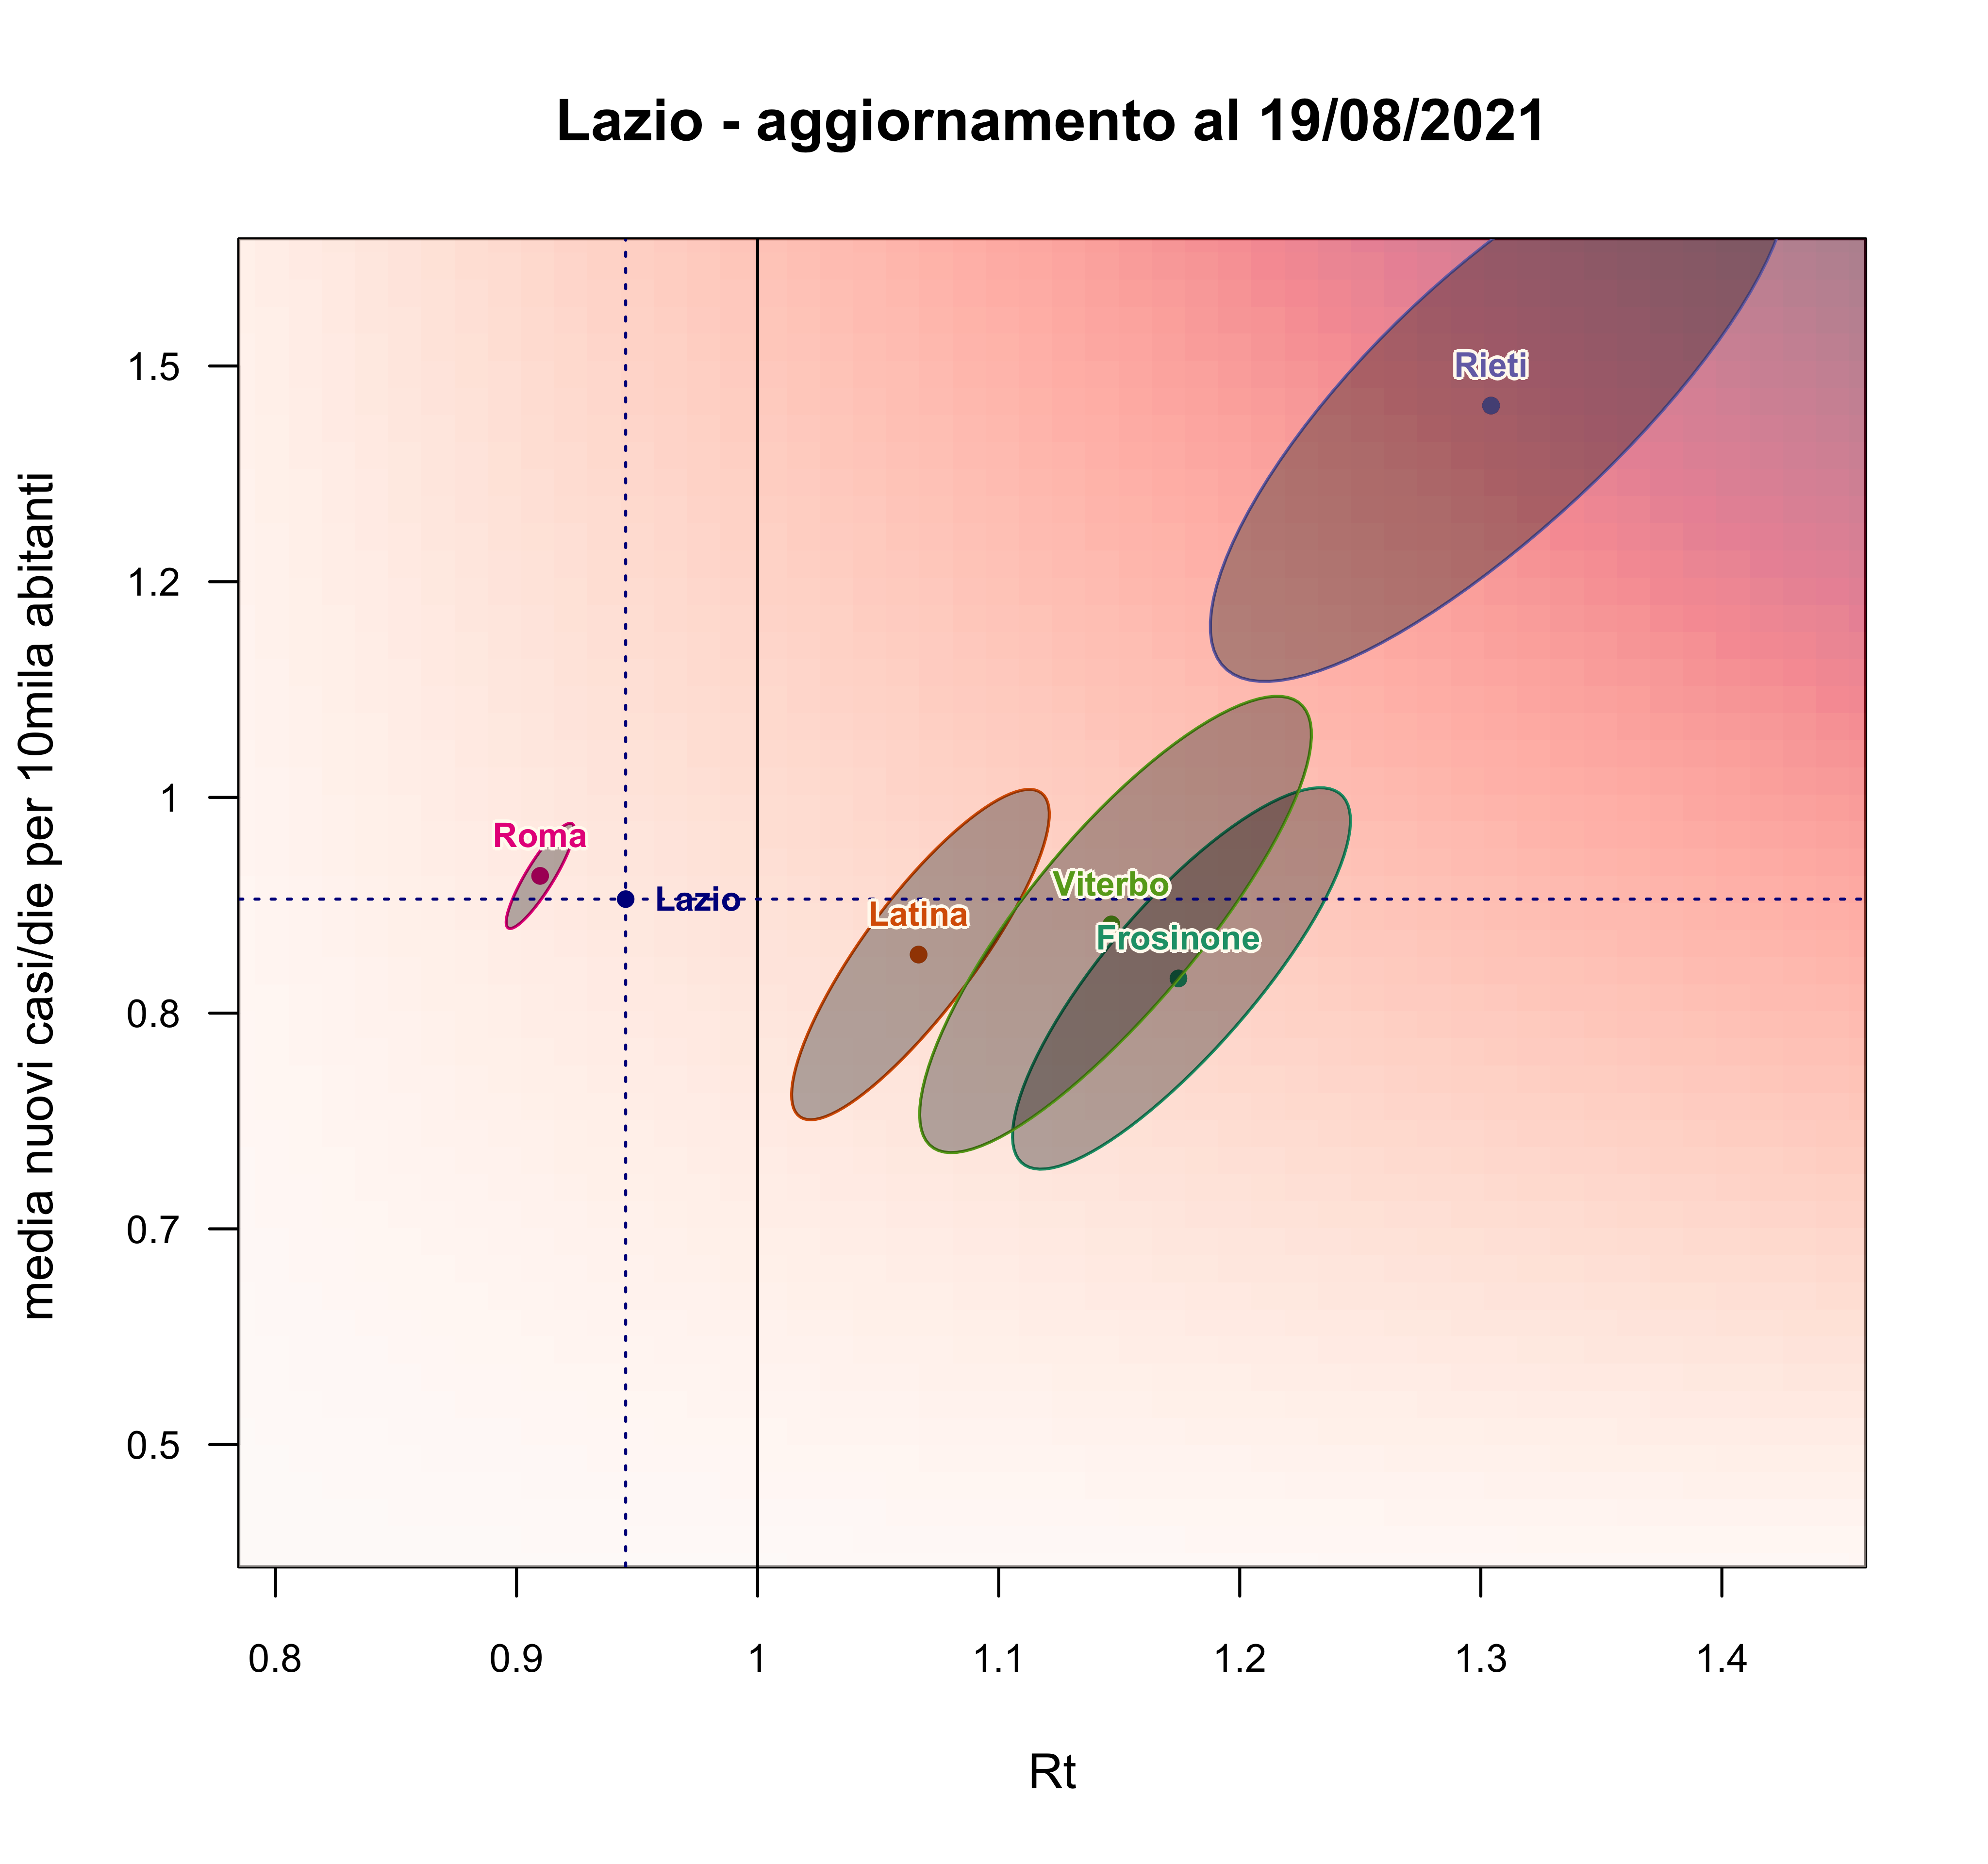 Lazio - aggiornamento al 19/08/2021
media nuovi casi/die per 10mila abitanti
1.5
1.2
1
0.8
0.7
0.5
Rieti
Roma
Lazio
Viterbo
Latina
Frosinone
0.8
0.9
1
1.1
1.2
1.3
1.4
Rt